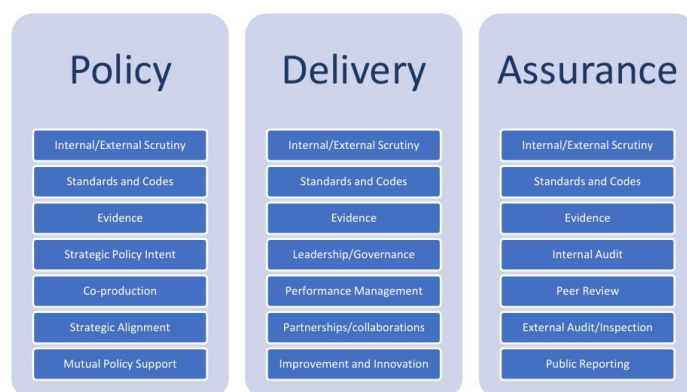 Policy
Internal/External Scrutiny
Standards and Codes
Evidence
Strategic Policy Intent
Co-production
Strategic Alignment
Mutual Policy Support
Delivery
Internal/External Scrutiny
Standards and Codes
Evidence
Leadership/Governance
Performance Management
Partnerships/collaborations
Improvement and Innovation
Assurance
Internal/External Scrutiny
Standards and Codes
Evidence
Internal Audit
Peer Review
External Audit/Inspection
Public Reporting